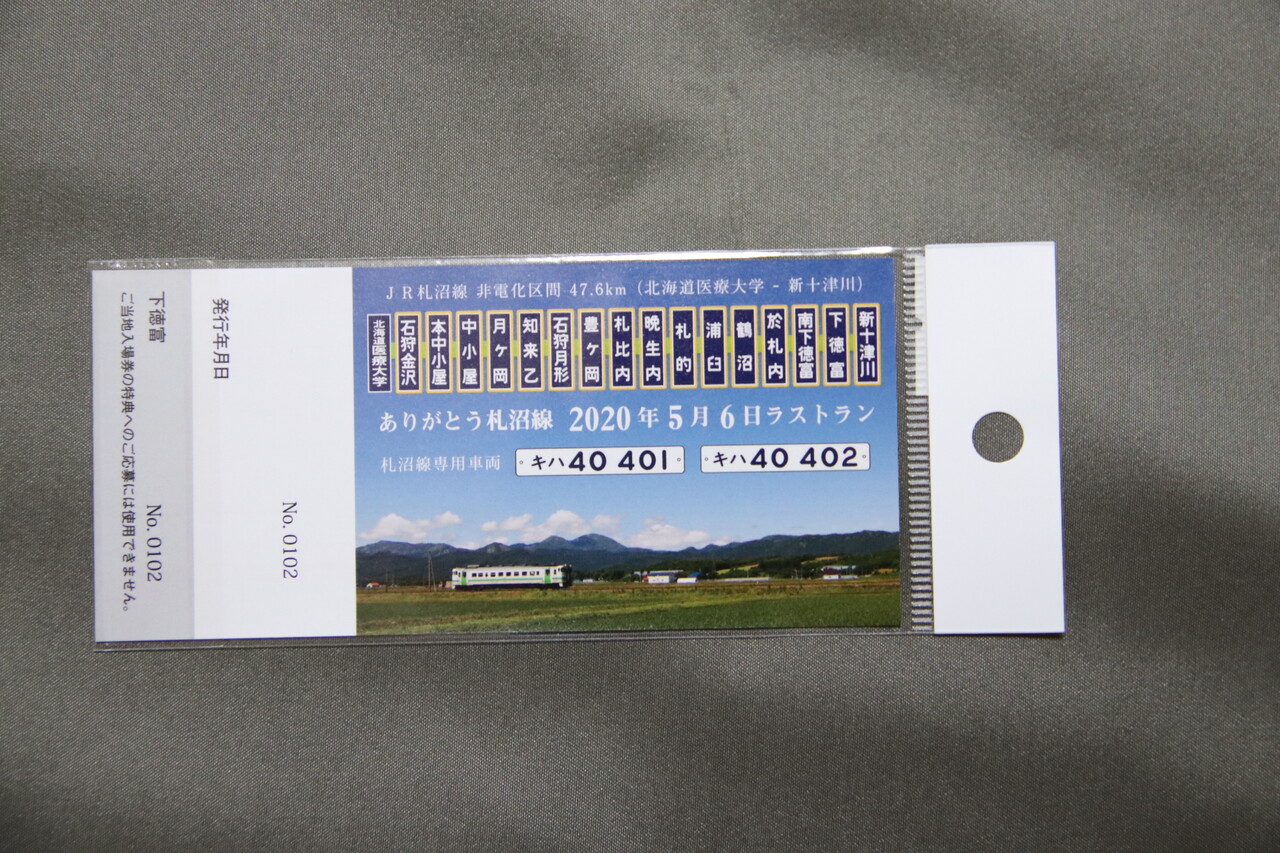 JR札沼線 非電化区間 47.6km（北海道医療大学 - 新十津川）
北海道医療大学
石狩金沢
本中小屋
中小屋
月ヶ岡
知来乙
石狩月形
豊ヶ岡
札比内
晩生内
札的
浦臼
鶴沼
於札内
南下徳富
下徳富
新十津川
ありがとう札沼線 2020年5月6日ラストラン
札沼線専用車両 キハ40 401 キハ40 402
発行年月日
No. 0102
下徳富 No. 0102
ご当地入場券の特典へのご応募には使用できません。